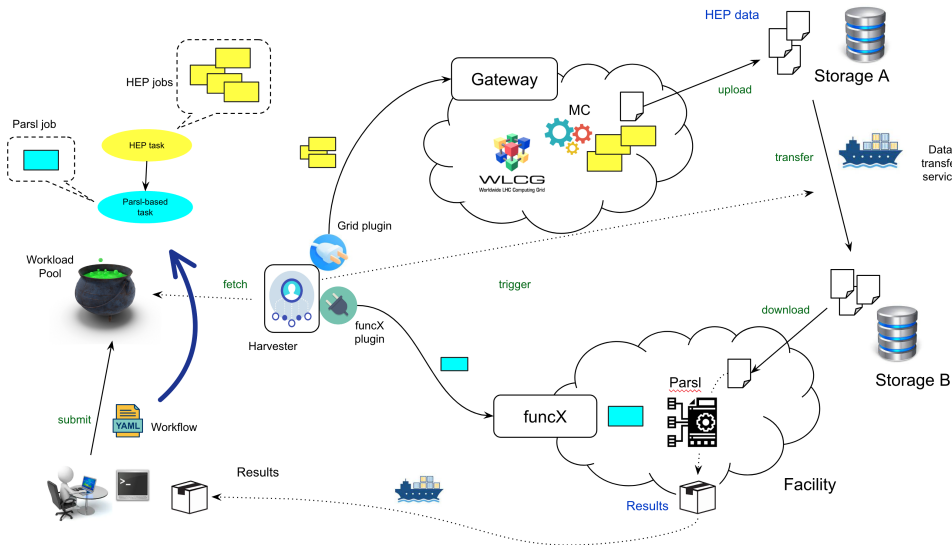 HEP data
HEP jobs
Gateway
Storage A
upload
MC
Parsl job
HEP task
WLCG
Worldwide LHC Computing Grid
transfer
Data
transfe
servic
Parsl-based
task
Grid plugin
Workload
Pool
fetch
trigger
Harvester
funcX
plugin
download
Storage B
Parsl
funcX
submit
YAML
Workflow
>_
Results
Facility
Results